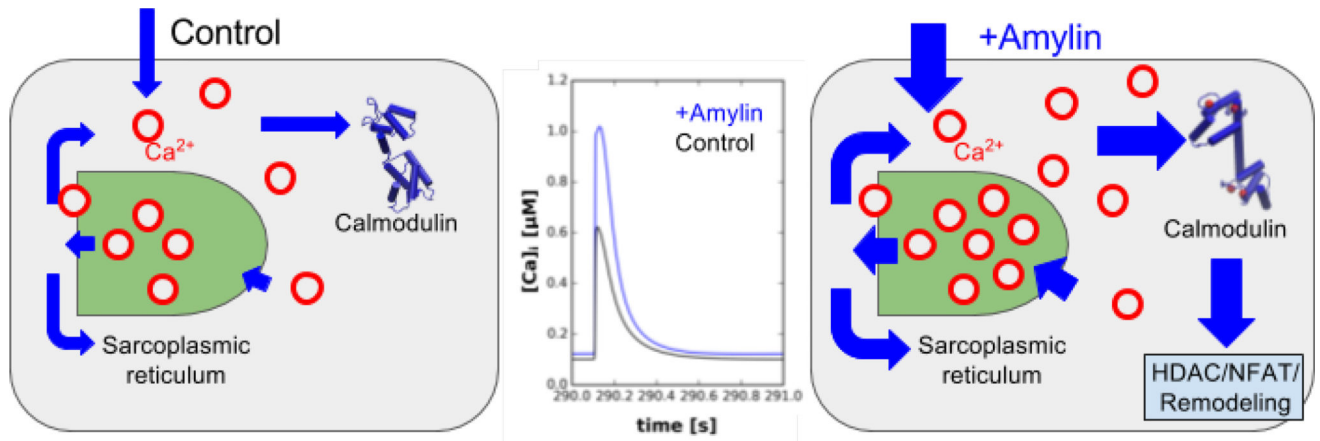 Control
Ca²⁺
Calmodulin
Sarcoplasmic
reticulum
1.2
1.0
0.8
0.6
0.4
0.2
0.0
[Ca]ᵢ [μM]
+Amylin
Control
290.0 290.2 290.4 290.6 290.8 291.0
time [s]
+Amylin
Ca²⁺
Calmodulin
Sarcoplasmic
reticulum
HDAC/NFAT/
Remodeling